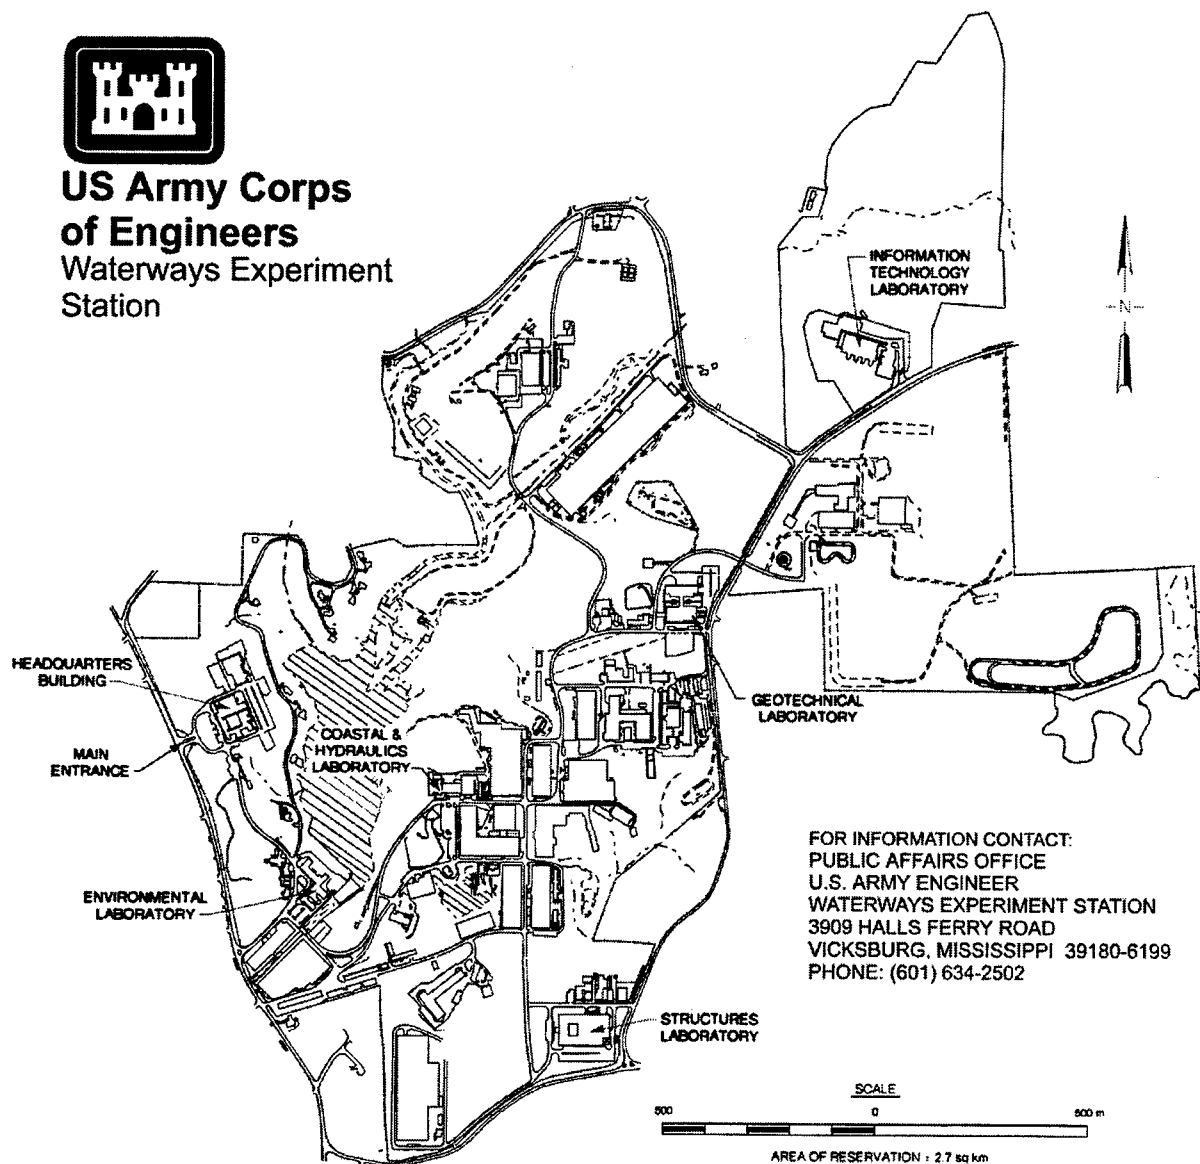 US Army Corps
of Engineers
Waterways Experiment
Station
INFORMATION
TECHNOLOGY
LABORATORY
N
HEADQUARTERS
BUILDING
MAIN
ENTRANCE
COASTAL &
HYDRAULICS
LABORATORY
GEOTECHNICAL
LABORATORY
ENVIRONMENTAL
LABORATORY
STRUCTURES
LABORATORY
FOR INFORMATION CONTACT:
PUBLIC AFFAIRS OFFICE
U.S. ARMY ENGINEER
WATERWAYS EXPERIMENT STATION
3909 HALLS FERRY ROAD
VICKSBURG, MISSISSIPPI 39180-6199
PHONE: (601) 634-2502
SCALE
500 0 500 m
AREA OF RESERVATION : 2.7 sq km